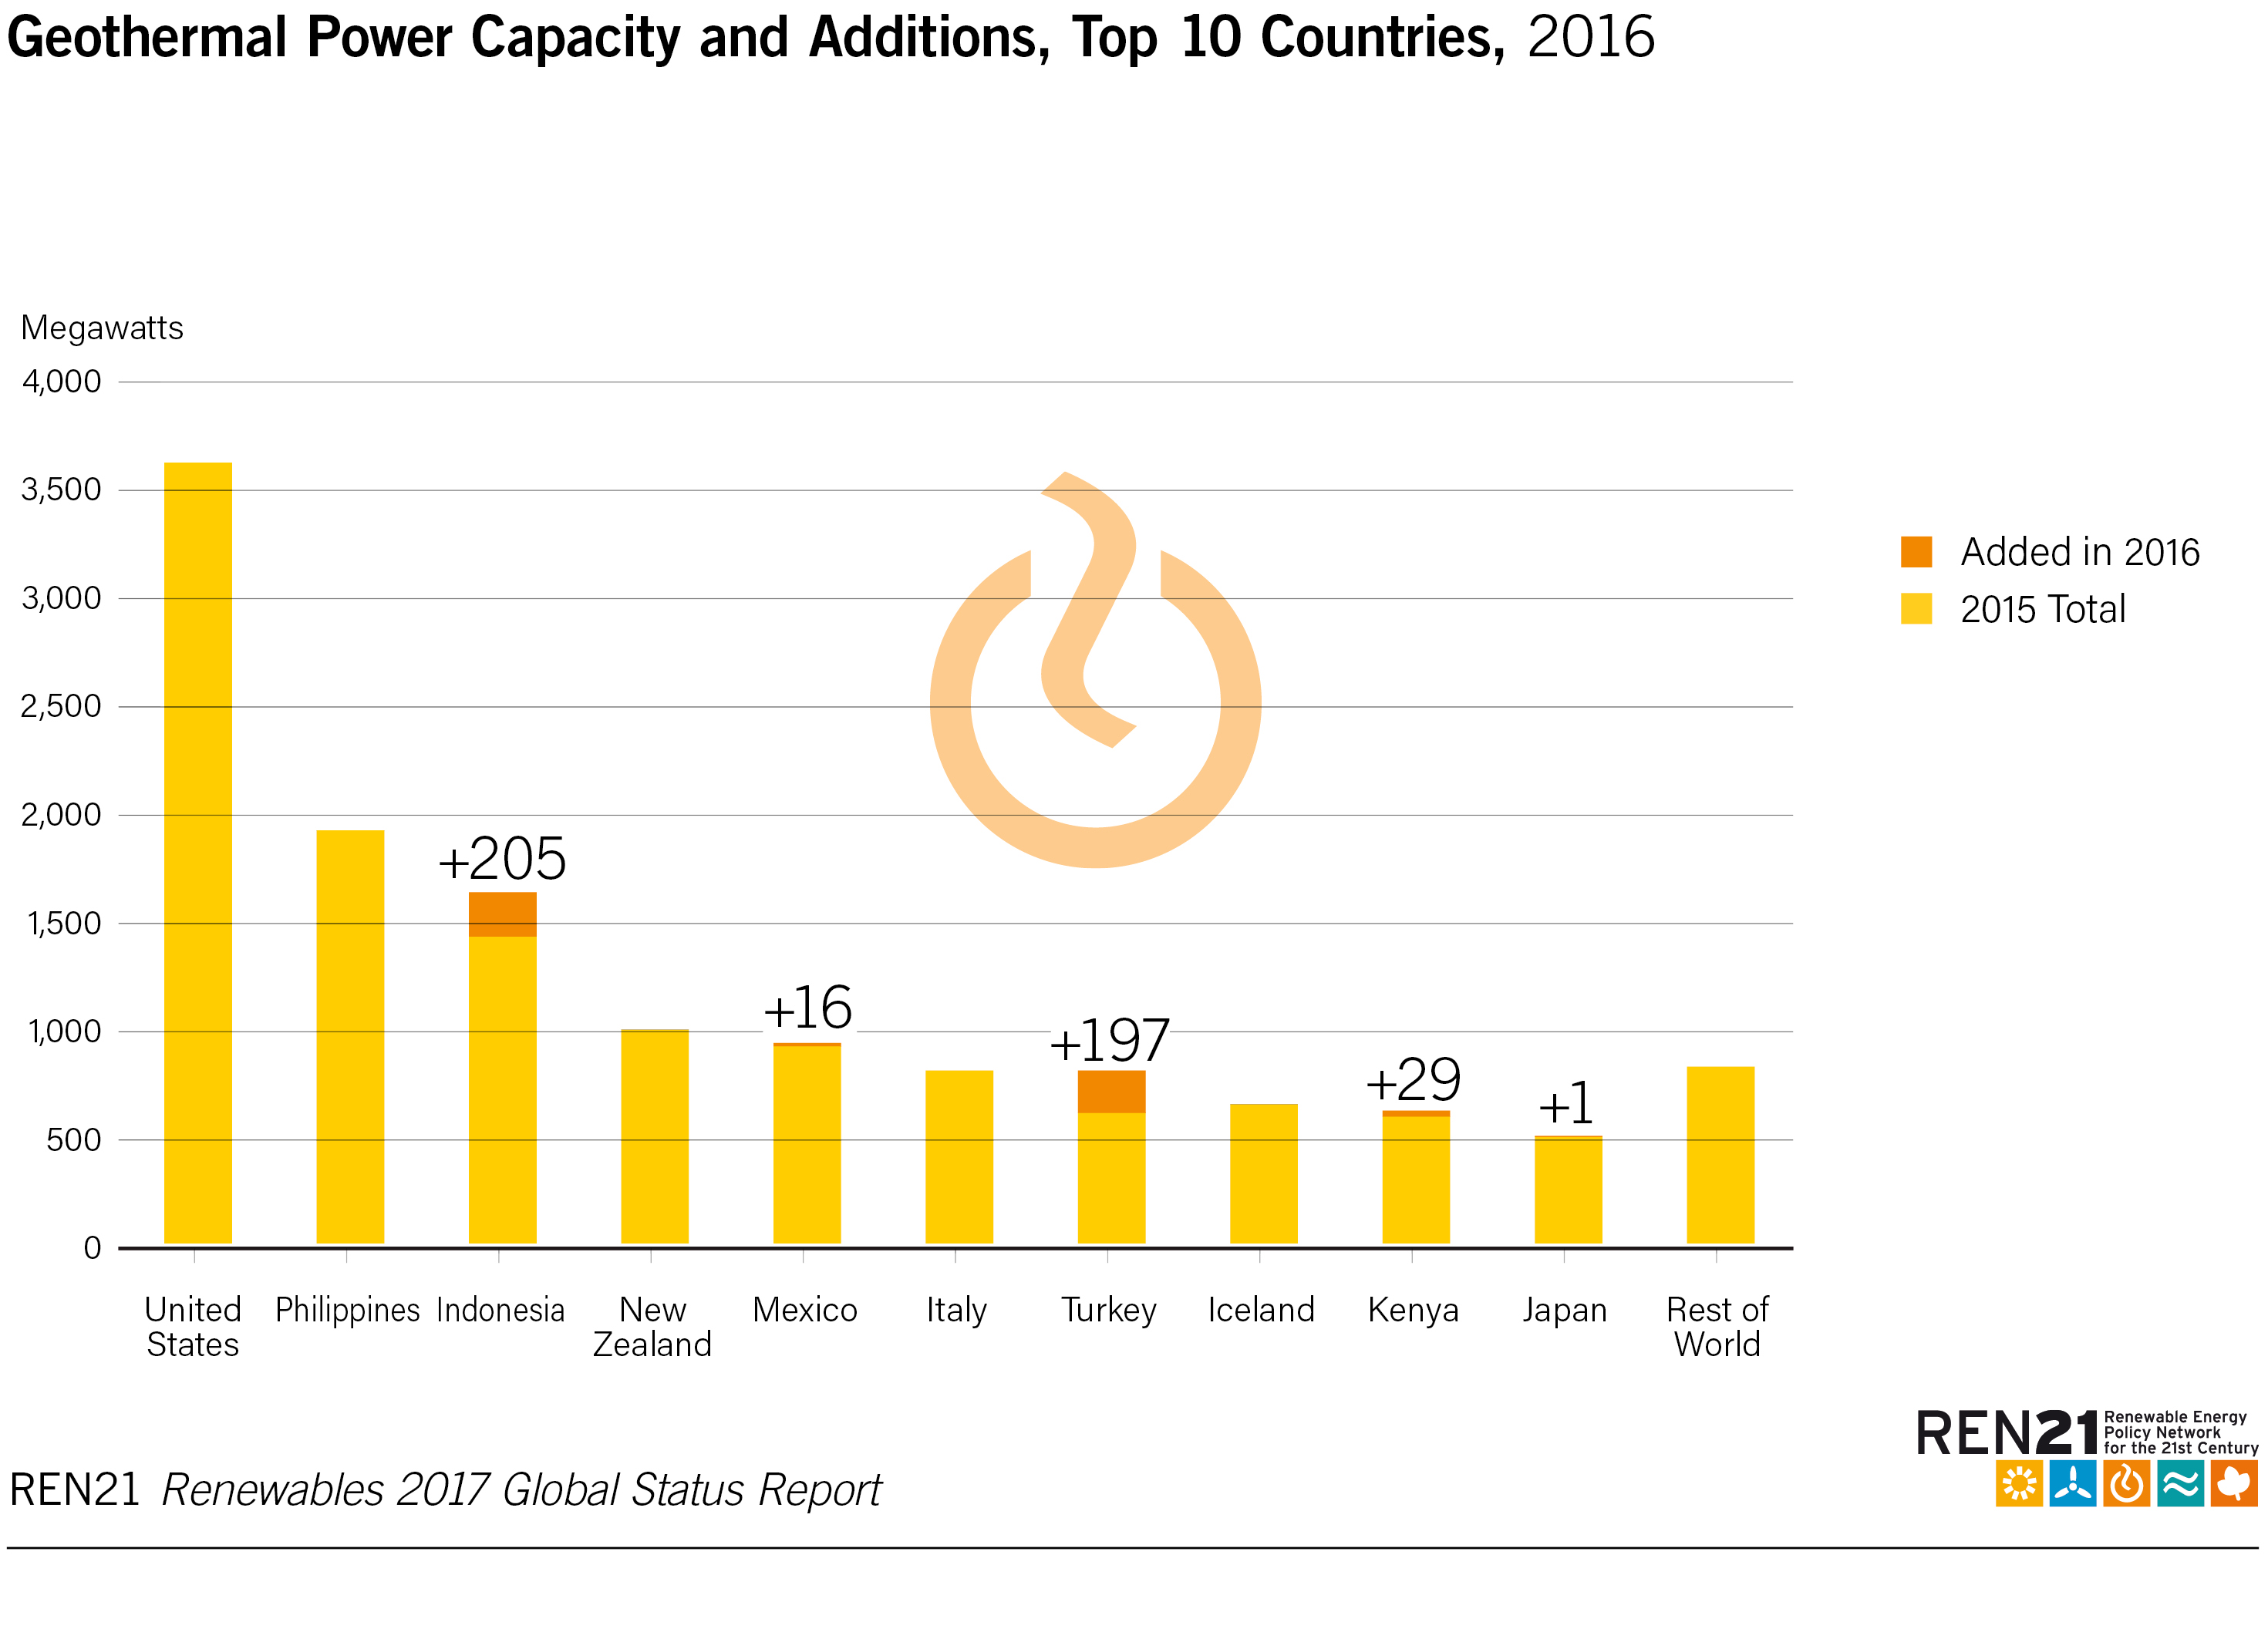 Geothermal Power Capacity and Additions, Top 10 Countries, 2016
Megawatts
4,000
3,500
3,000
2,500
2,000
1,500
1,000
500
0
+205
+16
+197
+29
+1
Added in 2016
2015 Total
United States
Philippines
Indonesia
New Zealand
Mexico
Italy
Turkey
Iceland
Kenya
Japan
Rest of World
REN21 Renewables 2017 Global Status Report
REN21
Renewable Energy
Policy Network
for the 21st Century